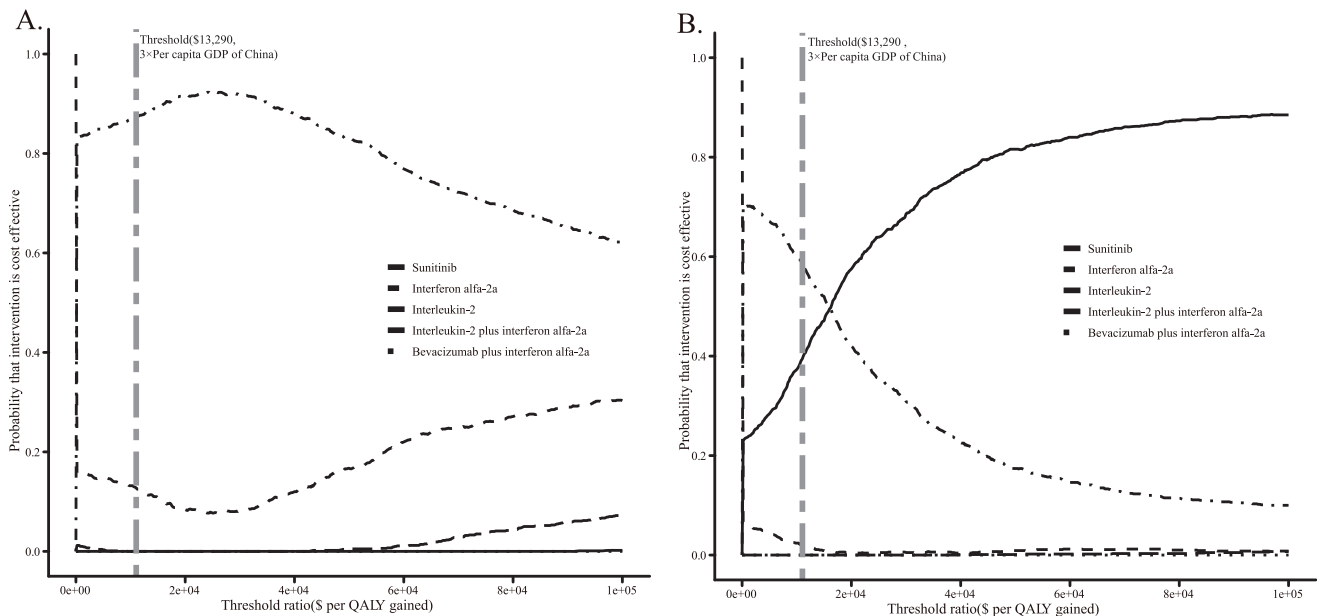 A.
Threshold($13,290,
3×Per capita GDP of China)
Probability that intervention is cost effective
1.0
0.8
0.6
0.4
0.2
0.0
Sunitinib
Interferon alfa-2a
Interleukin-2
Interleukin-2 plus interferon alfa-2a
Bevacizumab plus interferon alfa-2a
0e+00
2e+04
4e+04
6e+04
8e+04
1e+05
Threshold ratio($ per QALY gained)
B.
Threshold($13,290 ,
3×Per capita GDP of China)
Probability that intervention is cost effective
1.0
0.8
0.6
0.4
0.2
0.0
Sunitinib
Interferon alfa-2a
Interleukin-2
Interleukin-2 plus interferon alfa-2a
Bevacizumab plus interferon alfa-2a
0e+00
2e+04
4e+04
6e+04
8e+04
1e+05
Threshold ratio($ per QALY gained)